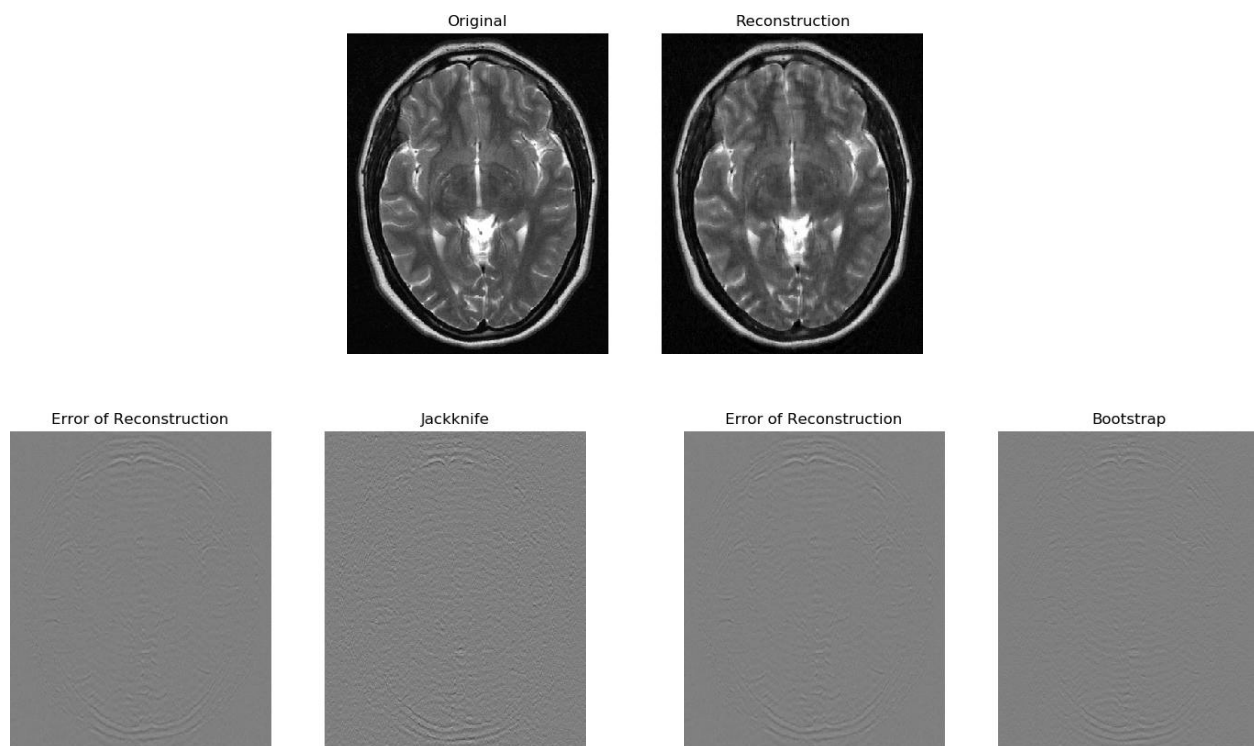 Original
Reconstruction
Error of Reconstruction
Jackknife
Error of Reconstruction
Bootstrap